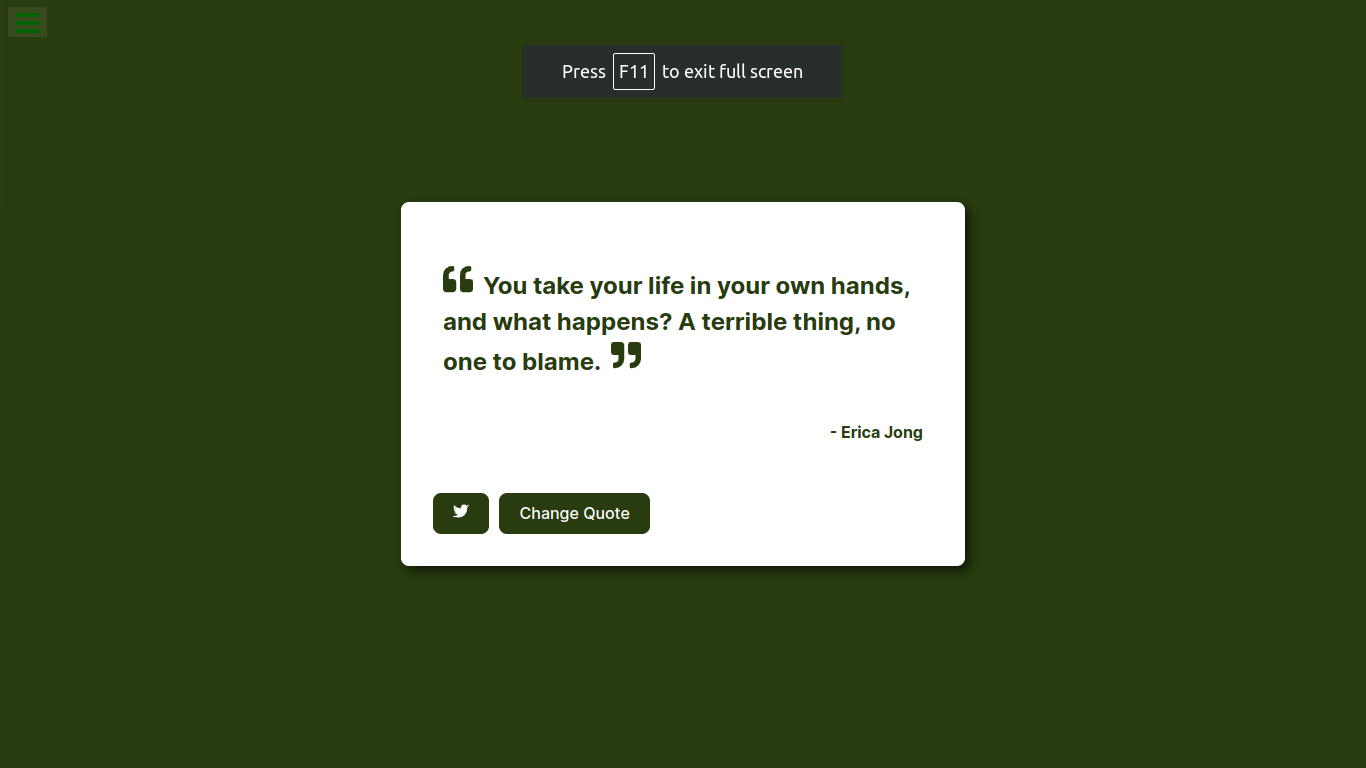 Press F11 to exit full screen
“ You take your life in your own hands,
and what happens? A terrible thing, no
one to blame. ”
- Erica Jong
Change Quote